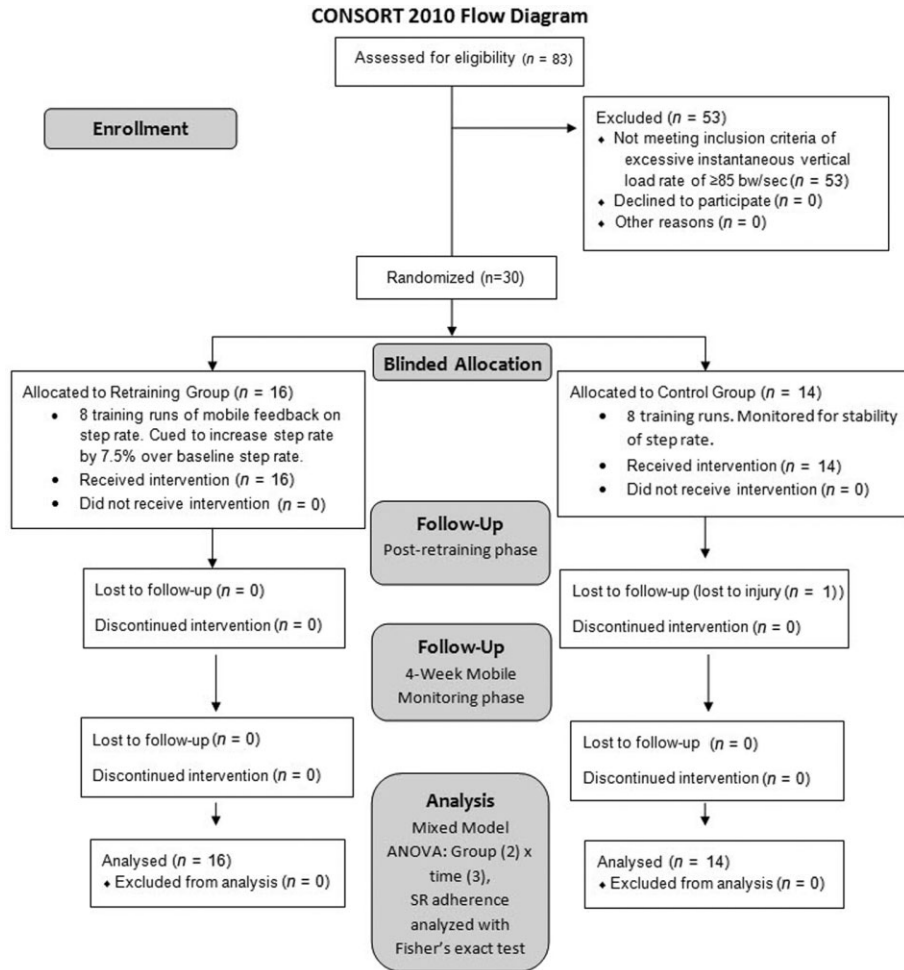 CONSORT 2010 Flow Diagram
Assessed for eligibility (n = 83)
Enrollment
Excluded (n = 53)
⬧ Not meeting inclusion criteria of
excessive instantaneous vertical
load rate of ≥85 bw/sec (n = 53)
⬧ Declined to participate (n = 0)
⬧ Other reasons (n = 0)
Randomized (n=30)
Blinded Allocation
Allocated to Retraining Group (n = 16)
• 8 training runs of mobile feedback on
step rate. Cued to increase step rate
by 7.5% over baseline step rate.
• Received intervention (n = 16)
• Did not receive intervention (n = 0)
Allocated to Control Group (n = 14)
• 8 training runs. Monitored for stability
of step rate.
• Received intervention (n = 14)
• Did not receive intervention (n = 0)
Follow-Up
Post-retraining phase
Lost to follow-up (n = 0)
Discontinued intervention (n = 0)
Lost to follow-up (lost to injury (n = 1))
Discontinued intervention (n = 0)
Follow-Up
4-Week Mobile
Monitoring phase
Lost to follow-up (n = 0)
Discontinued intervention (n = 0)
Lost to follow-up (n = 0)
Discontinued intervention (n = 0)
Analysis
Mixed Model
ANOVA: Group (2) x
time (3),
SR adherence
analyzed with
Fisher's exact test
Analysed (n = 16)
⬧ Excluded from analysis (n = 0)
Analysed (n = 14)
⬧ Excluded from analysis (n = 0)